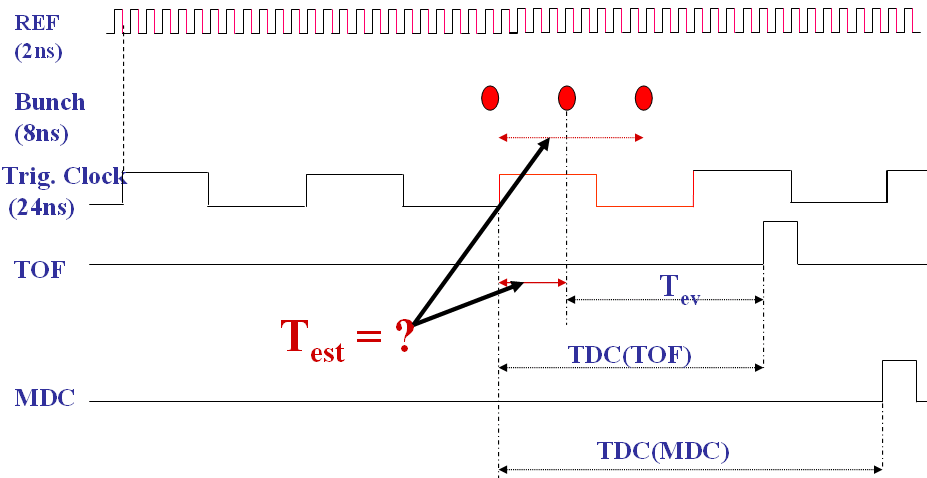 REF
(2ns)
Bunch
(8ns)
Trig. Clock
(24ns)
TOF
Tev
Test = ?
TDC(TOF)
MDC
TDC(MDC)